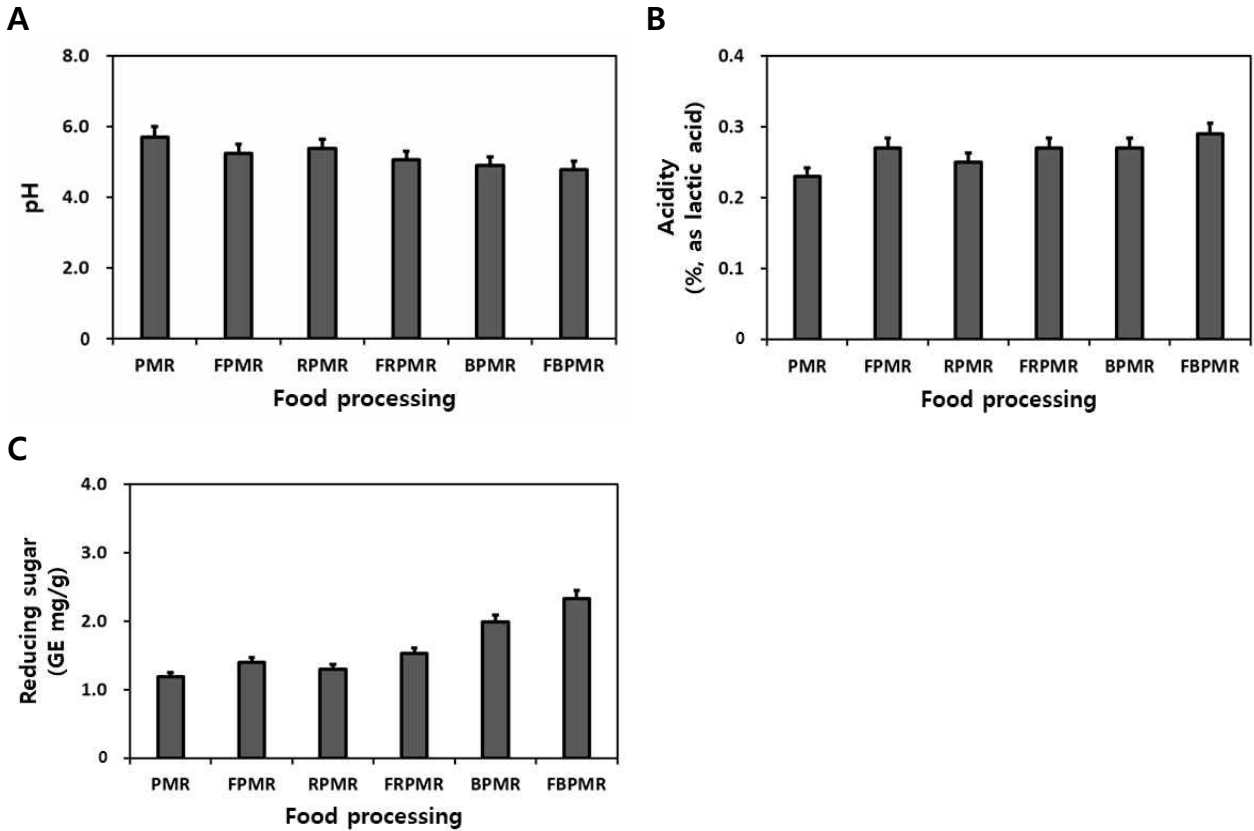 A
8.0
6.0
4.0
2.0
0
pH
PMR FPMR RPMR FRPMR BPMR FBPMR
Food processing
B
0.4
0.3
0.2
0.1
0
Acidity
(%, as lactic acid)
PMR FPMR RPMR FRPMR BPMR FBPMR
Food processing
C
4.0
3.0
2.0
1.0
0
Reducing sugar
(GE mg/g)
PMR FPMR RPMR FRPMR BPMR FBPMR
Food processing